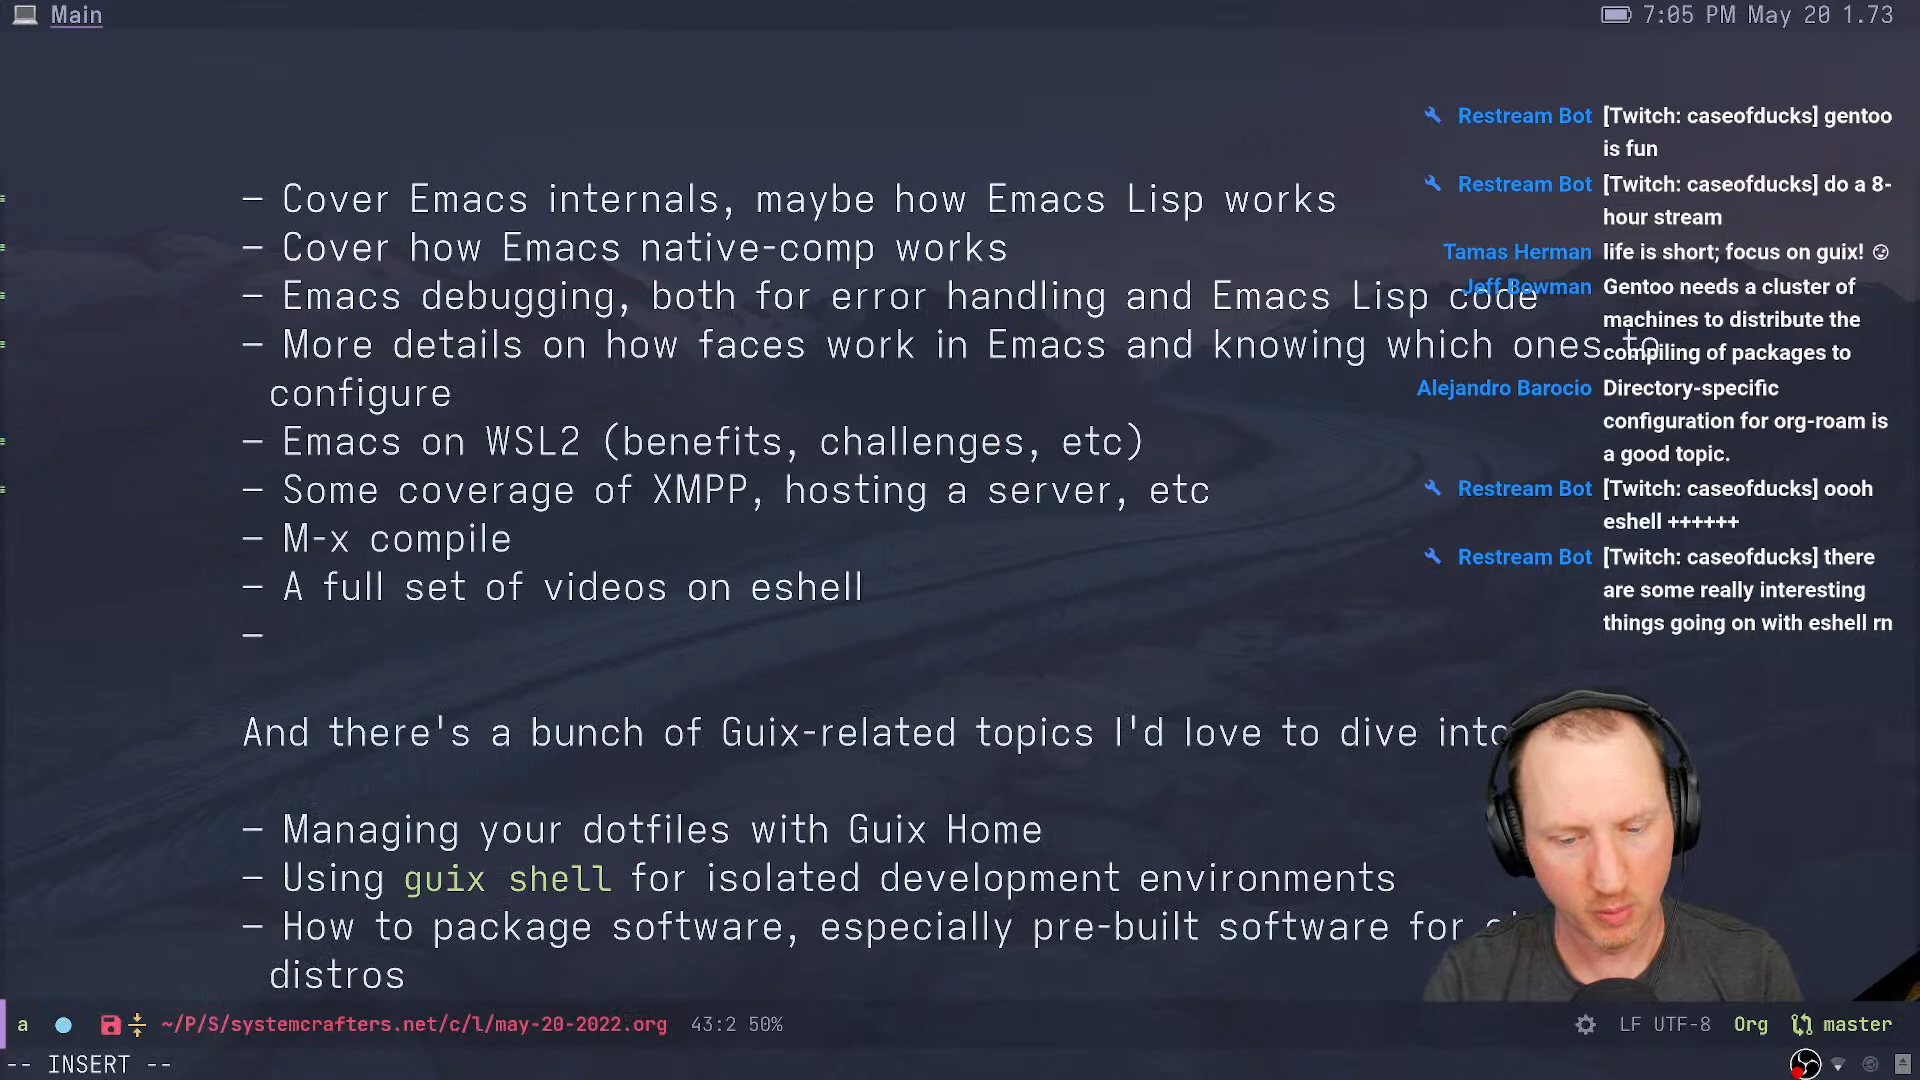 Main
7:05 PM May 20 1.73
– Cover Emacs internals, maybe how Emacs Lisp works
– Cover how Emacs native-comp works
– Emacs debugging, both for error handling and Emacs Lisp code
– More details on how faces work in Emacs and knowing which ones to
configure
– Emacs on WSL2 (benefits, challenges, etc)
– Some coverage of XMPP, hosting a server, etc
– M-x compile
– A full set of videos on eshell
–
And there's a bunch of Guix-related topics I'd love to dive into
– Managing your dotfiles with Guix Home
– Using guix shell for isolated development environments
– How to package software, especially pre-built software for
distros
Restream Bot [Twitch: caseofducks] gentoo
is fun
Restream Bot [Twitch: caseofducks] do a 8-
hour stream
Tamas Herman life is short; focus on guix!
Jeff Bowman Gentoo needs a cluster of
machines to distribute the
compiling of packages to
Alejandro Barocio Directory-specific
configuration for org-roam is
a good topic.
Restream Bot [Twitch: caseofducks] oooh
eshell ++++++
Restream Bot [Twitch: caseofducks] there
are some really interesting
things going on with eshell rn
a ~/P/S/systemcrafters.net/c/l/may-20-2022.org 43:2 50% LF UTF-8 Org master
-- INSERT --